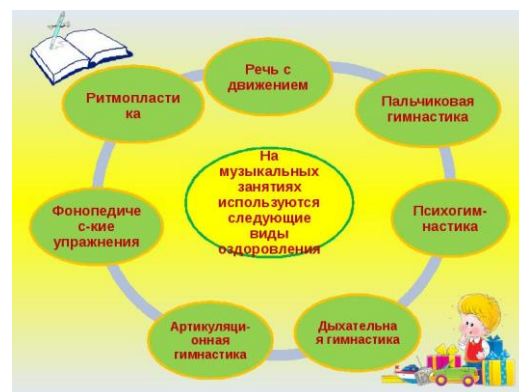 Речь с
движением
Пальчиковая
гимнастика
Психогим-
настика
Дыхательна
я гимнастика
Артикуляци-
онная
гимнастика
Фонопедиче
с-кие
упражнения
Ритмопласти
ка
На
музыкальных
занятиях
используются
следующие
виды
оздоровления